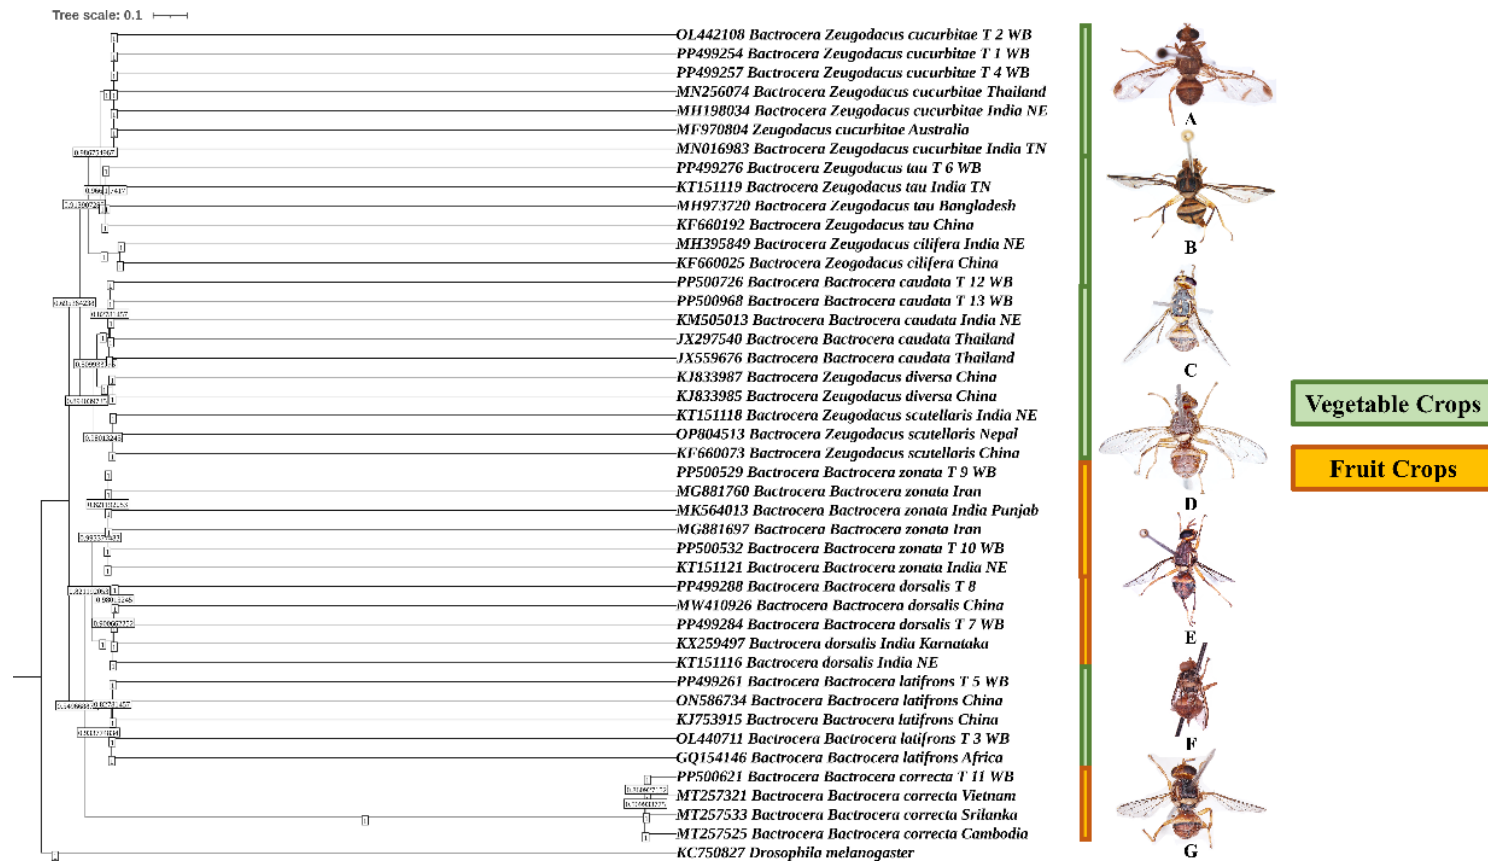 Tree scale: 0.1
OL442108 Bactrocera Zeugodacus cucurbitae T 2 WB
PP499254 Bactrocera Zeugodacus cucurbitae T 1 WB
PP499257 Bactrocera Zeugodacus cucurbitae T 4 WB
MN256074 Bactrocera Zeugodacus cucurbitae Thailand
MH198034 Bactrocera Zeugodacus cucurbitae India NE
MF970804 Zeugodacus cucurbitae Australia
MN016983 Bactrocera Zeugodacus cucurbitae India TN
PP499276 Bactrocera Zeugodacus tau T 6 WB
KT151119 Bactrocera Zeugodacus tau India TN
MH973720 Bactrocera Zeugodacus tau Bangladesh
KF660192 Bactrocera Zeugodacus tau China
MH395849 Bactrocera Zeugodacus cilifera India NE
KF660025 Bactrocera Zeogodacus cilifera China
PP500726 Bactrocera Bactrocera caudata T 12 WB
PP500968 Bactrocera Bactrocera caudata T 13 WB
KM505013 Bactrocera Bactrocera caudata India NE
JX297540 Bactrocera Bactrocera caudata Thailand
JX559676 Bactrocera Bactrocera caudata Thailand
KJ833987 Bactrocera Zeugodacus diversa China
KJ833985 Bactrocera Zeugodacus diversa China
KT151118 Bactrocera Zeugodacus scutellaris India NE
OP804513 Bactrocera Zeugodacus scutellaris Nepal
KF660073 Bactrocera Zeugodacus scutellaris China
PP500529 Bactrocera Bactrocera zonata T 9 WB
MG881760 Bactrocera Bactrocera zonata Iran
MK564013 Bactrocera Bactrocera zonata India Punjab
MG881697 Bactrocera Bactrocera zonata Iran
PP500532 Bactrocera Bactrocera zonata T 10 WB
KT151121 Bactrocera Bactrocera zonata India NE
PP499288 Bactrocera Bactrocera dorsalis T 8
MW410926 Bactrocera Bactrocera dorsalis China
PP499284 Bactrocera Bactrocera dorsalis T 7 WB
KX259497 Bactrocera dorsalis India Karnataka
KT151116 Bactrocera dorsalis India NE
PP499261 Bactrocera Bactrocera latifrons T 5 WB
ON586734 Bactrocera Bactrocera latifrons China
KJ753915 Bactrocera Bactrocera latifrons China
OL440711 Bactrocera Bactrocera latifrons T 3 WB
GQ154146 Bactrocera Bactrocera latifrons Africa
PP500621 Bactrocera Bactrocera correcta T 11 WB
MT257321 Bactrocera Bactrocera correcta Vietnam
MT257533 Bactrocera Bactrocera correcta Srilanka
MT257525 Bactrocera Bactrocera correcta Cambodia
KC750827 Drosophila melanogaster
A
B
C
D
E
F
G
Vegetable Crops
Fruit Crops